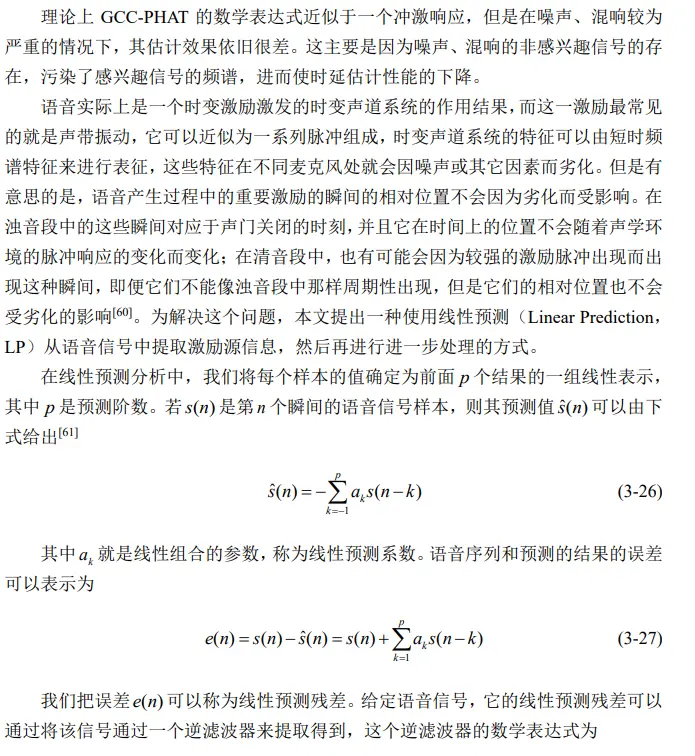 理论上 GCC-PHAT 的数学表达式近似于一个冲激响应，但是在噪声、混响较为
严重的情况下，其估计效果依旧很差。这主要是因为噪声、混响的非感兴趣信号的存
在，污染了感兴趣信号的频谱，进而使时延估计性能的下降。
语音实际上是一个时变激励激发的时变声道系统的作用结果，而这一激励最常见
的就是声带振动，它可以近似为一系列脉冲组成，时变声道系统的特征可以由短时频
谱特征来进行表征，这些特征在不同麦克风处就会因噪声或其它因素而劣化。但是有
意思的是，语音产生过程中的重要激励的瞬间的相对位置不会因为劣化而受影响。在
浊音段中的这些瞬间对应于声门关闭的时刻，并且它在时间上的位置不会随着声学环
境的脉冲响应的变化而变化；在清音段中，也有可能会因为较强的激励脉冲出现而出
现这种瞬间，即便它们不能像浊音段中那样周期性出现，但是它们的相对位置也不会
受劣化的影响[60]。为解决这个问题，本文提出一种使用线性预测（Linear Prediction，
LP）从语音信号中提取激励源信息，然后再进行进一步处理的方式。
在线性预测分析中，我们将每个样本的值确定为前面 p 个结果的一组线性表示，
其中 p 是预测阶数。若 s(n) 是第 n 个瞬间的语音信号样本，则其预测值 ŝ(n) 可以由下
式给出[61]
ŝ(n) = −∑_{k=−1}^{p} a_k s(n−k) (3-26)
其中 a_k 就是线性组合的参数，称为线性预测系数。语音序列和预测的结果的误差
可以表示为
e(n) = s(n) − ŝ(n) = s(n) + ∑_{k=1}^{p} a_k s(n−k) (3-27)
我们把误差 e(n) 可以称为线性预测残差。给定语音信号，它的线性预测残差可以
通过将该信号通过一个逆滤波器来提取得到，这个逆滤波器的数学表达式为